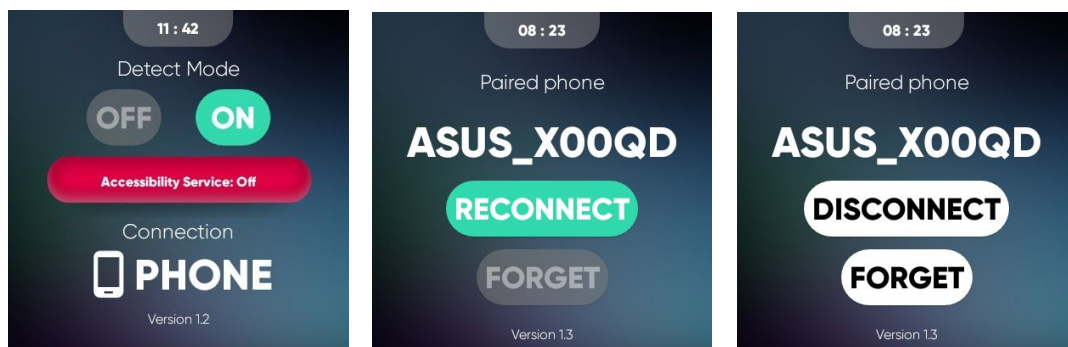 11 : 42
Detect Mode
OFF ON
Accessibility Service: Off
Connection
PHONE
Version 1.2
08 : 23
Paired phone
ASUS_X00QD
RECONNECT
FORGET
Version 1.3
08 : 23
Paired phone
ASUS_X00QD
DISCONNECT
FORGET
Version 1.3